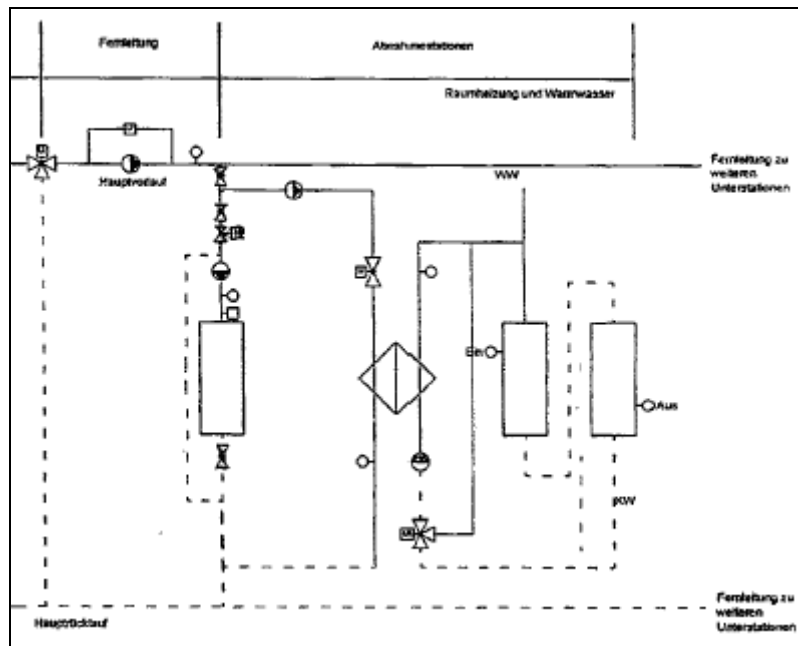 Fernleitung
Abnahmestationen
Raumheizung und Warmwasser
Hauptvorlauf
WW
Fernleitung zu
weiteren
Unterstationen
Ein
Aus
KW
Hauptrücklauf
Fernleitung zu
weiteren
Unterstationen